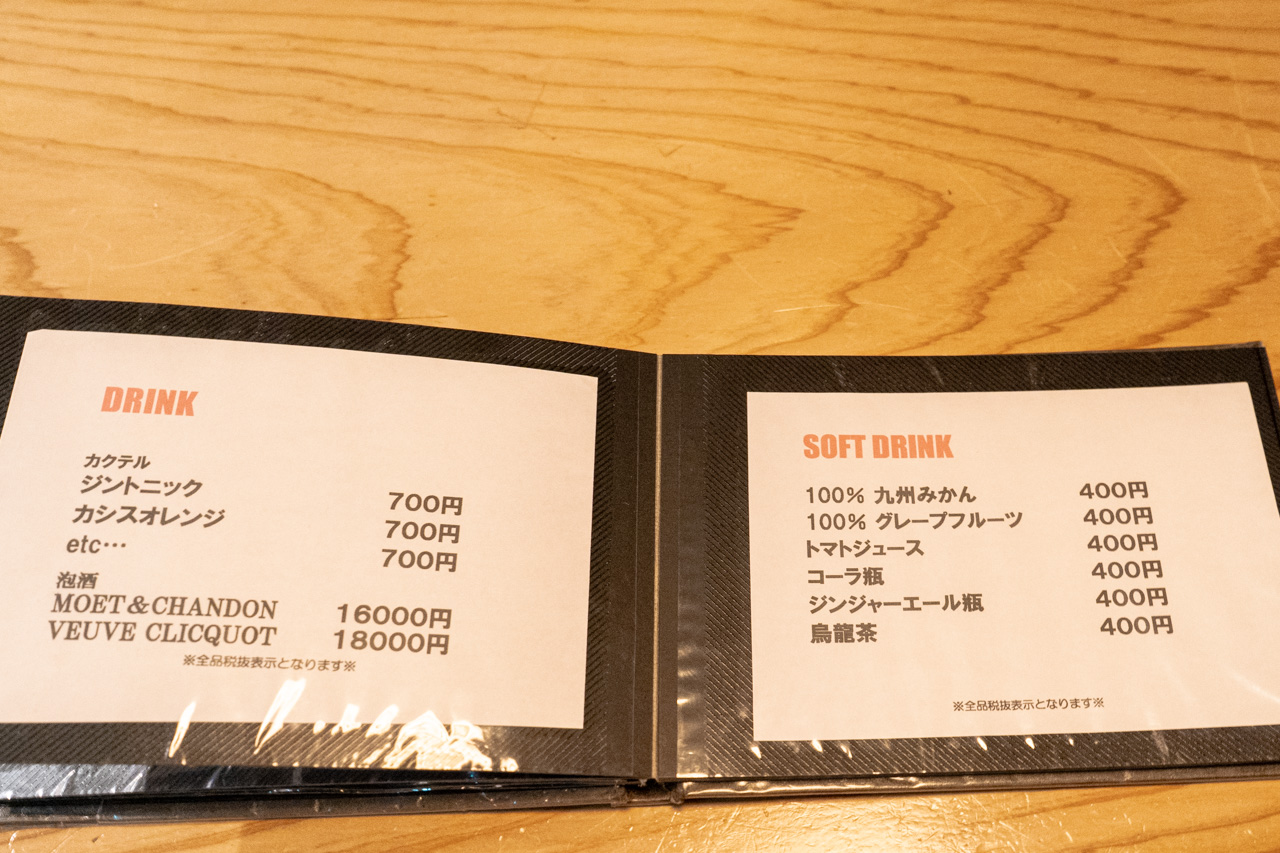 DRINK
カクテル
ジントニック 700円
カシスオレンジ 700円
etc… 700円
泡酒
MOET&CHANDON 16000円
VEUVE CLICQUOT 18000円
※全品税抜表示となります※
SOFT DRINK
100% 九州みかん 400円
100% グレープフルーツ 400円
トマトジュース 400円
コーラ瓶 400円
ジンジャーエール瓶 400円
烏龍茶 400円
※全品税抜表示となります※